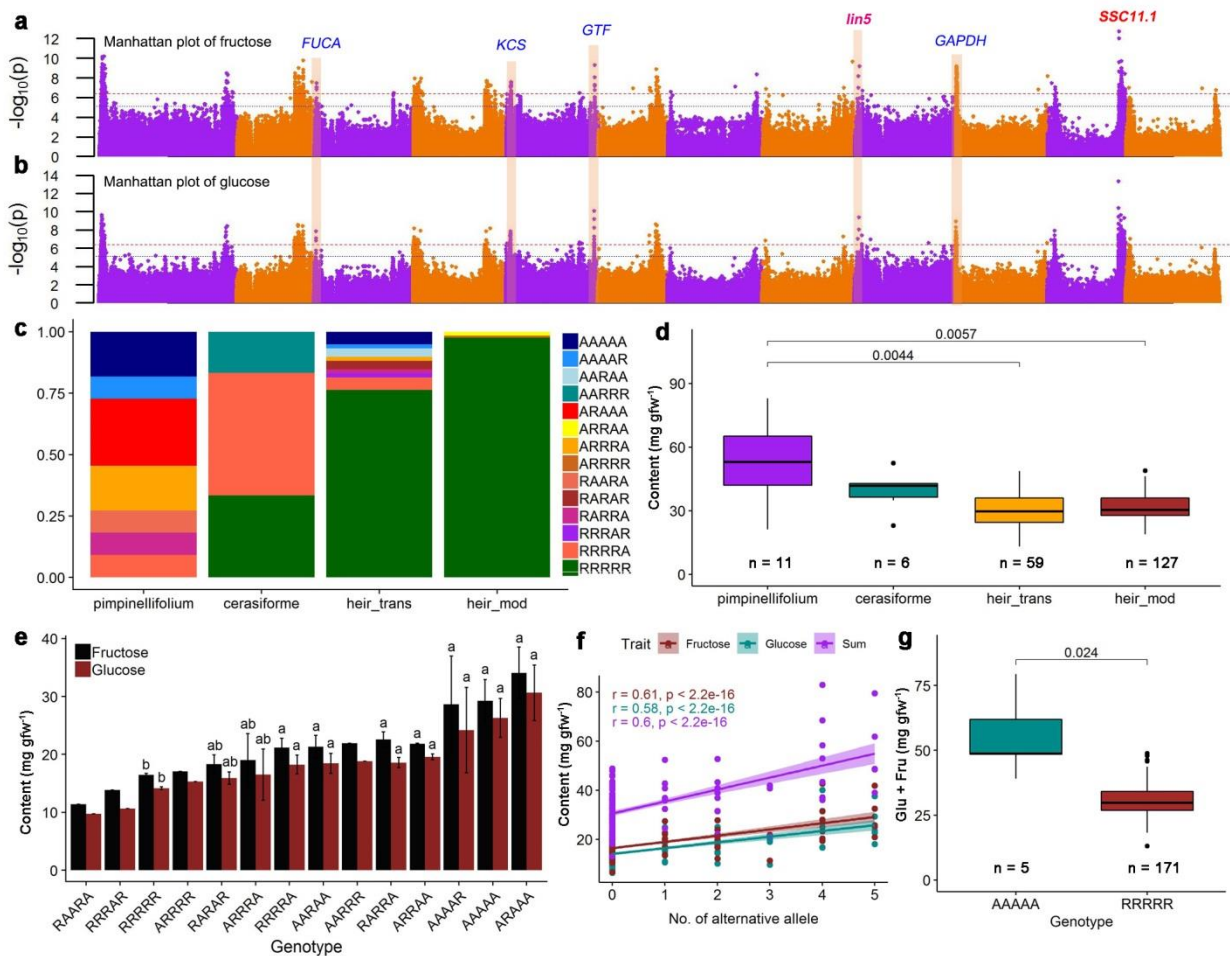 a
Manhattan plot of fructose
FUCA
KCS
GTF
lin5
GAPDH
SSC11.1
-log10(p)
12
10
8
6
4
2
0
b
Manhattan plot of glucose
-log10(p)
14
12
10
8
6
4
2
0
c
1.00
0.75
0.50
0.25
0.00
pimpinellifolium cerasiforme heir_trans heir_mod
AAAAA
AAAAR
AARAA
AARRR
ARAAA
ARRAA
ARRRA
ARRRR
RAARA
RARAR
RARRA
RRRAR
RRRRA
RRRRR
d
0.0057
0.0044
Content (mg gfw-1)
90
60
30
0
n = 11 n = 6 n = 59 n = 127
pimpinellifolium cerasiforme heir_trans heir_mod
e
Fructose
Glucose
Content (mg gfw-1)
40
30
20
10
0
b b ab ab ab ab a a a a a a a a a a a a a a
RAARA RRRAR RRRRR ARRRR RARAR ARRRA RRRRA AARAA AARRR RARRA ARRAA AAAAR AAAAA ARAAA
Genotype
f
Trait Fructose Glucose Sum
r = 0.61, p < 2.2e-16
r = 0.58, p < 2.2e-16
r = 0.6, p < 2.2e-16
Content (mg gfw-1)
80
60
40
20
0 1 2 3 4 5
No. of alternative allele
g
0.024
Glu + Fru (mg gfw-1)
75
50
25
0
n = 5 n = 171
AAAAA RRRRR
Genotype